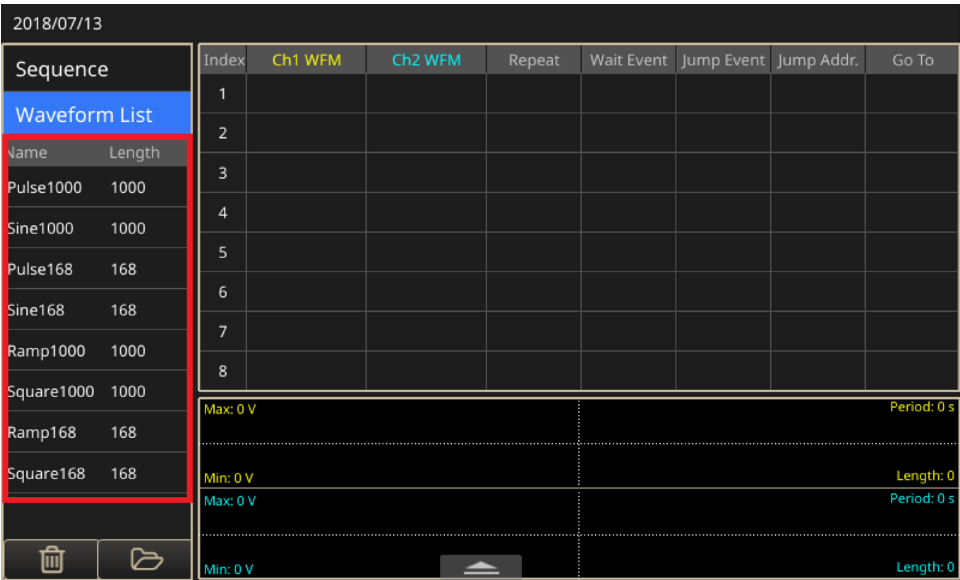 2018/07/13
Sequence
Waveform List
Name Length
Pulse1000 1000
Sine1000 1000
Pulse168 168
Sine168 168
Ramp1000 1000
Square1000 1000
Ramp168 168
Square168 168
Index Ch1 WFM Ch2 WFM Repeat Wait Event Jump Event Jump Addr. Go To
1
2
3
4
5
6
7
8
Max: 0 V Period: 0 s
Min: 0 V Length: 0
Max: 0 V Period: 0 s
Min: 0 V Length: 0